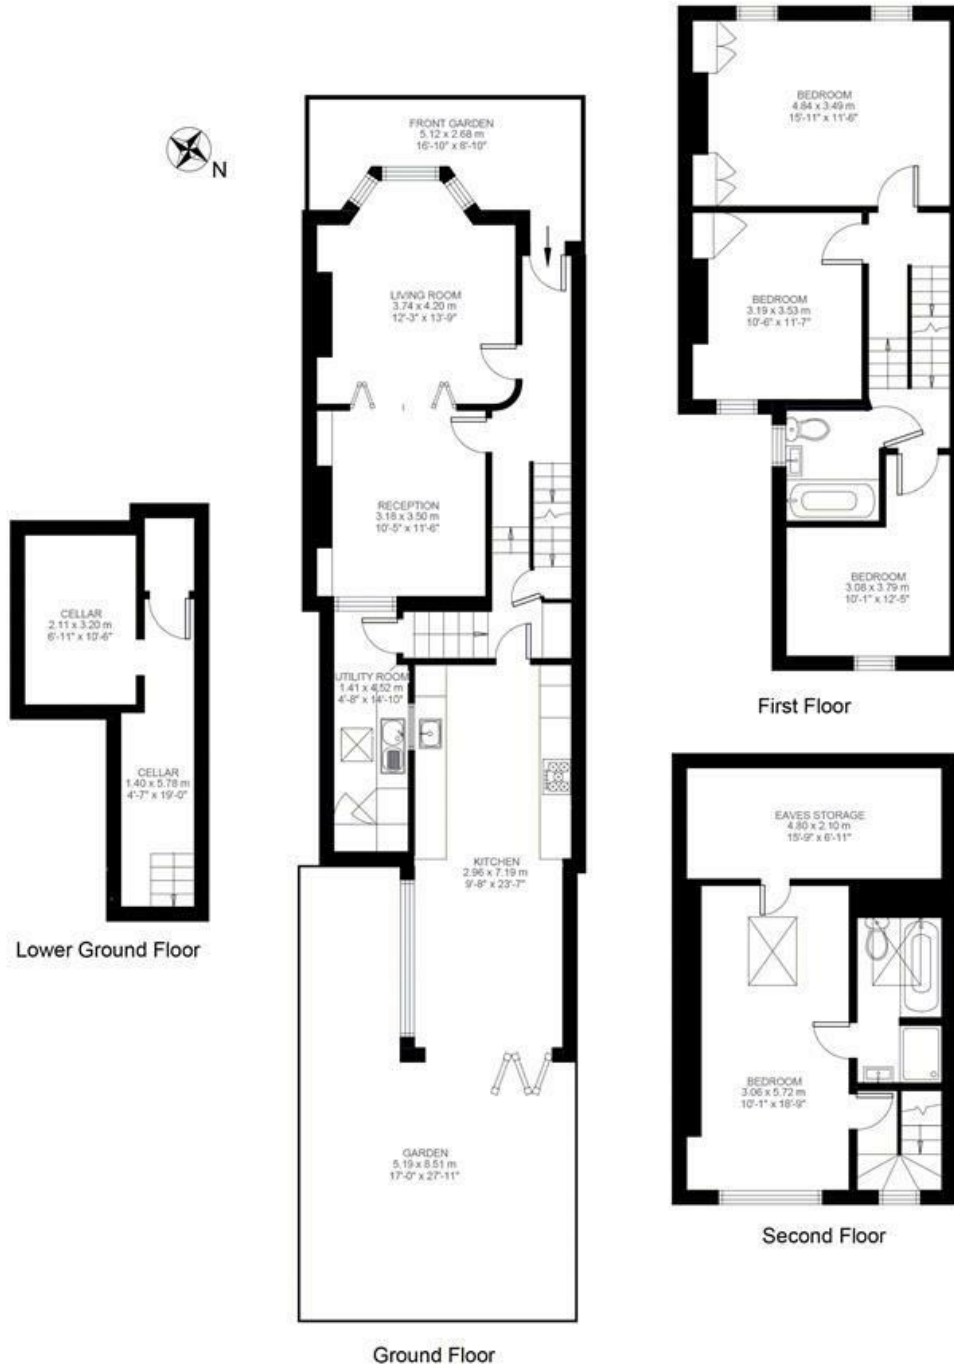 N
FRONT GARDEN
5.12 x 2.68 m
16'-10" x 8'-10"
LIVING ROOM
3.74 x 4.20 m
12'-3" x 13'-9"
RECEPTION
3.18 x 3.50 m
10'-5" x 11'-6"
UTILITY ROOM
1.41 x 4.52 m
4'-8" x 14'-10"
KITCHEN
2.96 x 7.19 m
9'-8" x 23'-7"
GARDEN
5.19 x 8.51 m
17'-0" x 27'-11"
Ground Floor
CELLAR
2.11 x 3.20 m
6'-11" x 10'-6"
CELLAR
1.40 x 5.78 m
4'-7" x 19'-0"
Lower Ground Floor
BEDROOM
4.84 x 3.49 m
15'-11" x 11'-6"
BEDROOM
3.19 x 3.53 m
10'-6" x 11'-7"
BEDROOM
3.08 x 3.79 m
10'-1" x 12'-5"
First Floor
EAVES STORAGE
4.80 x 2.10 m
15'-9" x 6'-11"
BEDROOM
3.06 x 5.72 m
10'-1" x 18'-9"
Second Floor